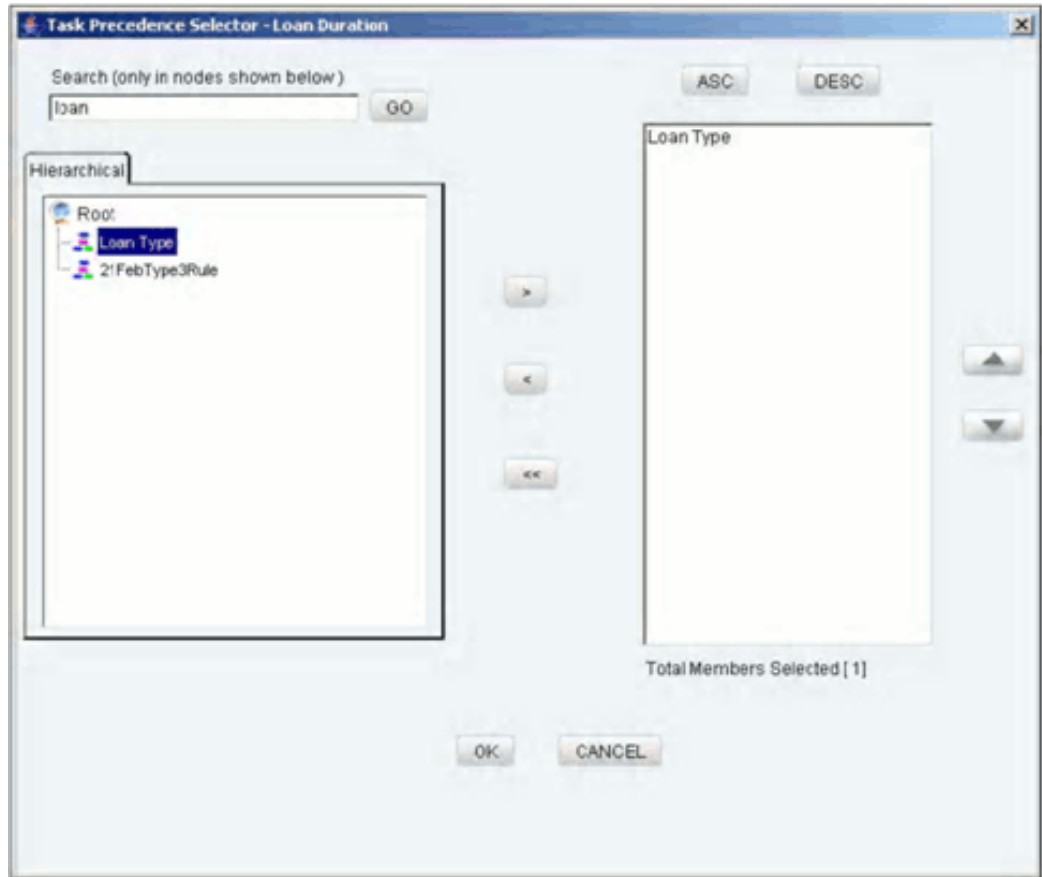 Task Precedence Selector - Loan Duration
Search (only in nodes shown below )
loan
GO
Hierarchical
Root
Loan Type
21FebType3Rule
>
<
<<
ASC
DESC
Loan Type
Total Members Selected [ 1]
OK
CANCEL